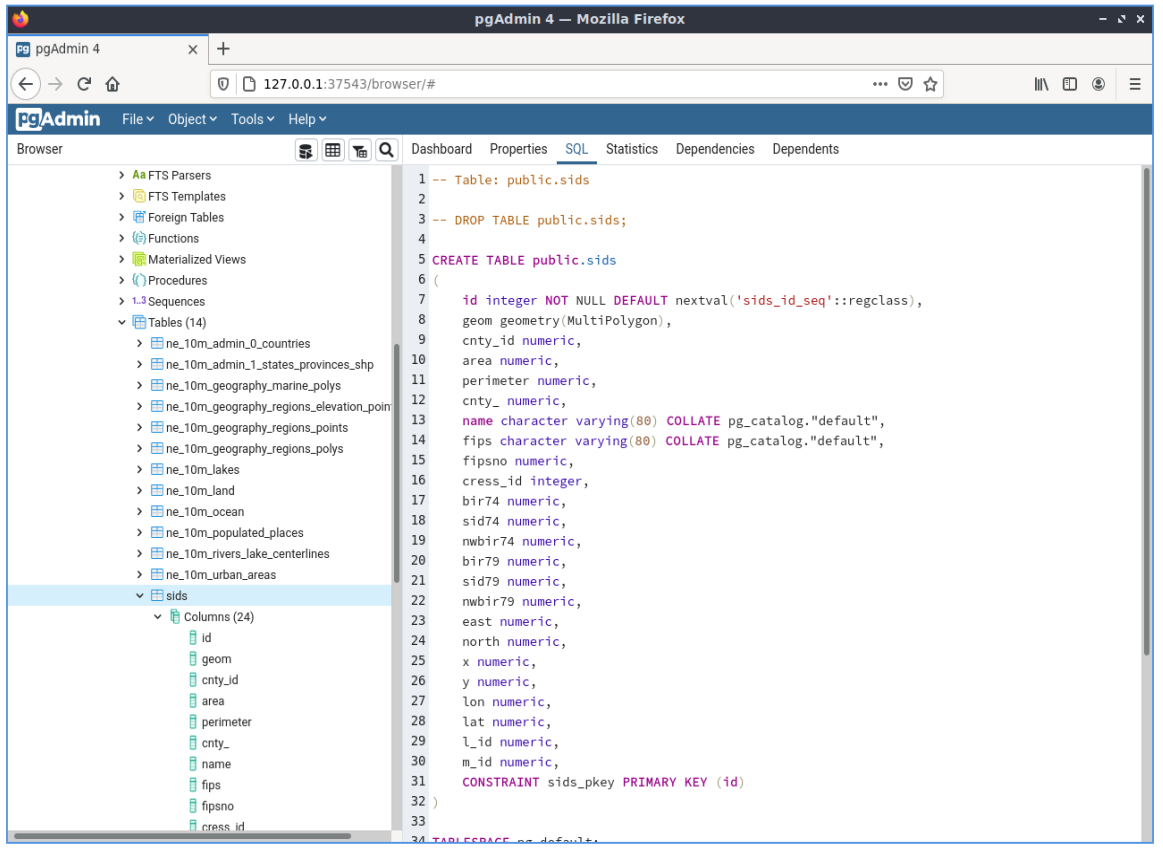 pgAdmin 4 — Mozilla Firefox
pgAdmin 4
127.0.0.1:37543/browser/#
pgAdmin File Object Tools Help
Browser
Dashboard Properties SQL Statistics Dependencies Dependents
FTS Parsers
FTS Templates
Foreign Tables
Functions
Materialized Views
Procedures
1..3 Sequences
Tables (14)
ne_10m_admin_0_countries
ne_10m_admin_1_states_provinces_shp
ne_10m_geography_marine_polys
ne_10m_geography_regions_elevation_poin
ne_10m_geography_regions_points
ne_10m_geography_regions_polys
ne_10m_lakes
ne_10m_land
ne_10m_ocean
ne_10m_populated_places
ne_10m_rivers_lake_centerlines
ne_10m_urban_areas
sids
Columns (24)
id
geom
cnty_id
area
perimeter
cnty_
name
fips
fipsno
cress_id
1 -- Table: public.sids
2
3 -- DROP TABLE public.sids;
4
5 CREATE TABLE public.sids
6 (
7 id integer NOT NULL DEFAULT nextval('sids_id_seq'::regclass),
8 geom geometry(MultiPolygon),
9 cnty_id numeric,
10 area numeric,
11 perimeter numeric,
12 cnty_ numeric,
13 name character varying(80) COLLATE pg_catalog."default",
14 fips character varying(80) COLLATE pg_catalog."default",
15 fipsno numeric,
16 cress_id integer,
17 bir74 numeric,
18 sid74 numeric,
19 nwbir74 numeric,
20 bir79 numeric,
21 sid79 numeric,
22 nwbir79 numeric,
23 east numeric,
24 north numeric,
25 x numeric,
26 y numeric,
27 lon numeric,
28 lat numeric,
29 l_id numeric,
30 m_id numeric,
31 CONSTRAINT sids_pkey PRIMARY KEY (id)
32 )
33
34 TABLESPACE pg_default;